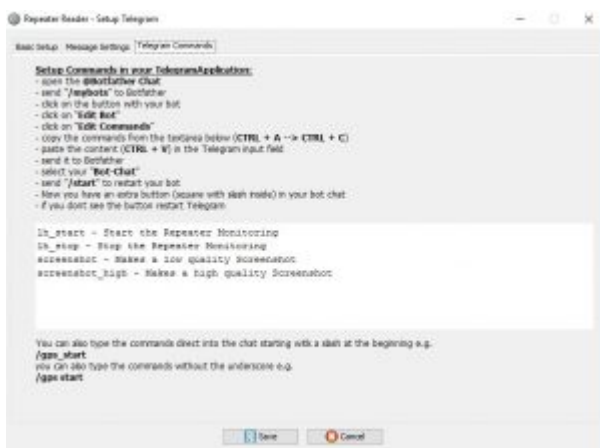 Repeater Reader - Setup Telegram
Basic Setup Message Settings Telegram Commands
Setup Commands in your TelegramApplication:
- open the @Botfather Chat
- send "/mybots" to Botfather
- click on the button with your bot
- click on "Edit Bot"
- click on "Edit Commands"
- copy the commands from the textarea below (CTRL + A --> CTRL + C)
- paste the content (CTRL + V) in the Telegram input field
- send it to Botfather
- select your "Bot-Chat"
- send "/start" to restart your bot
- Now you have an extra button (square with slash inside) in your bot chat
- if you dont see the button restart Telegram
lh_start - Start the Repeater Monitoring
lh_stop - Stop the Repeater Monitoring
screenshot - Makes a low quality Screenshot
screenshot_high - Makes a high quality Screenshot
You can also type the commands direct into the chat starting with a slash at the beginning e.g.
/gps_start
you can also type the commands without the underscore e.g.
/gps start
Save Cancel